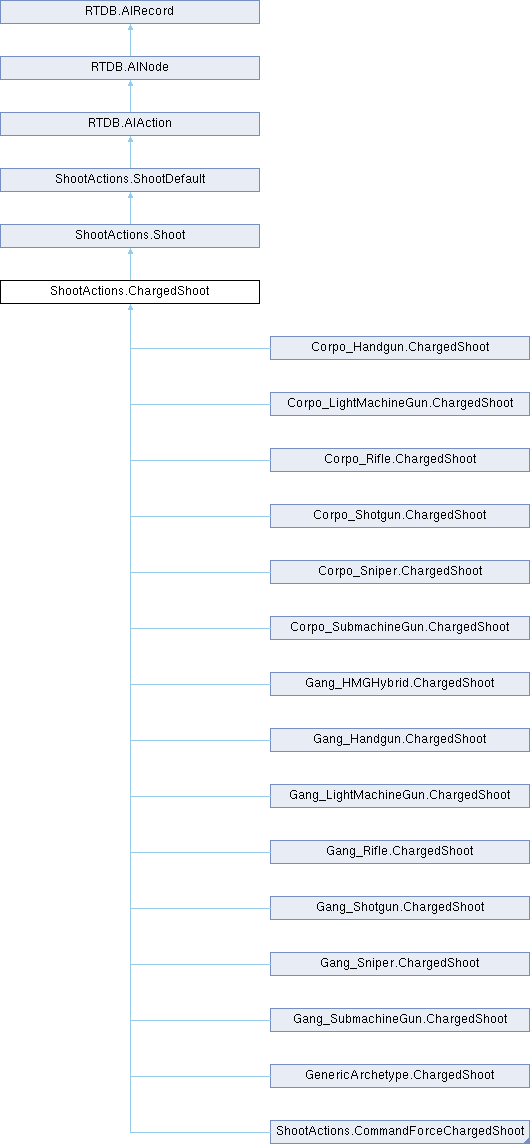 RTDB.AIRecord
RTDB.AINode
RTDB.AIAction
ShootActions.ShootDefault
ShootActions.Shoot
ShootActions.ChargedShoot
Corpo_Handgun.ChargedShoot
Corpo_LightMachineGun.ChargedShoot
Corpo_Rifle.ChargedShoot
Corpo_Shotgun.ChargedShoot
Corpo_Sniper.ChargedShoot
Corpo_SubmachineGun.ChargedShoot
Gang_HMGHybrid.ChargedShoot
Gang_Handgun.ChargedShoot
Gang_LightMachineGun.ChargedShoot
Gang_Rifle.ChargedShoot
Gang_Shotgun.ChargedShoot
Gang_Sniper.ChargedShoot
Gang_SubmachineGun.ChargedShoot
GenericArchetype.ChargedShoot
ShootActions.CommandForceChargedShoot